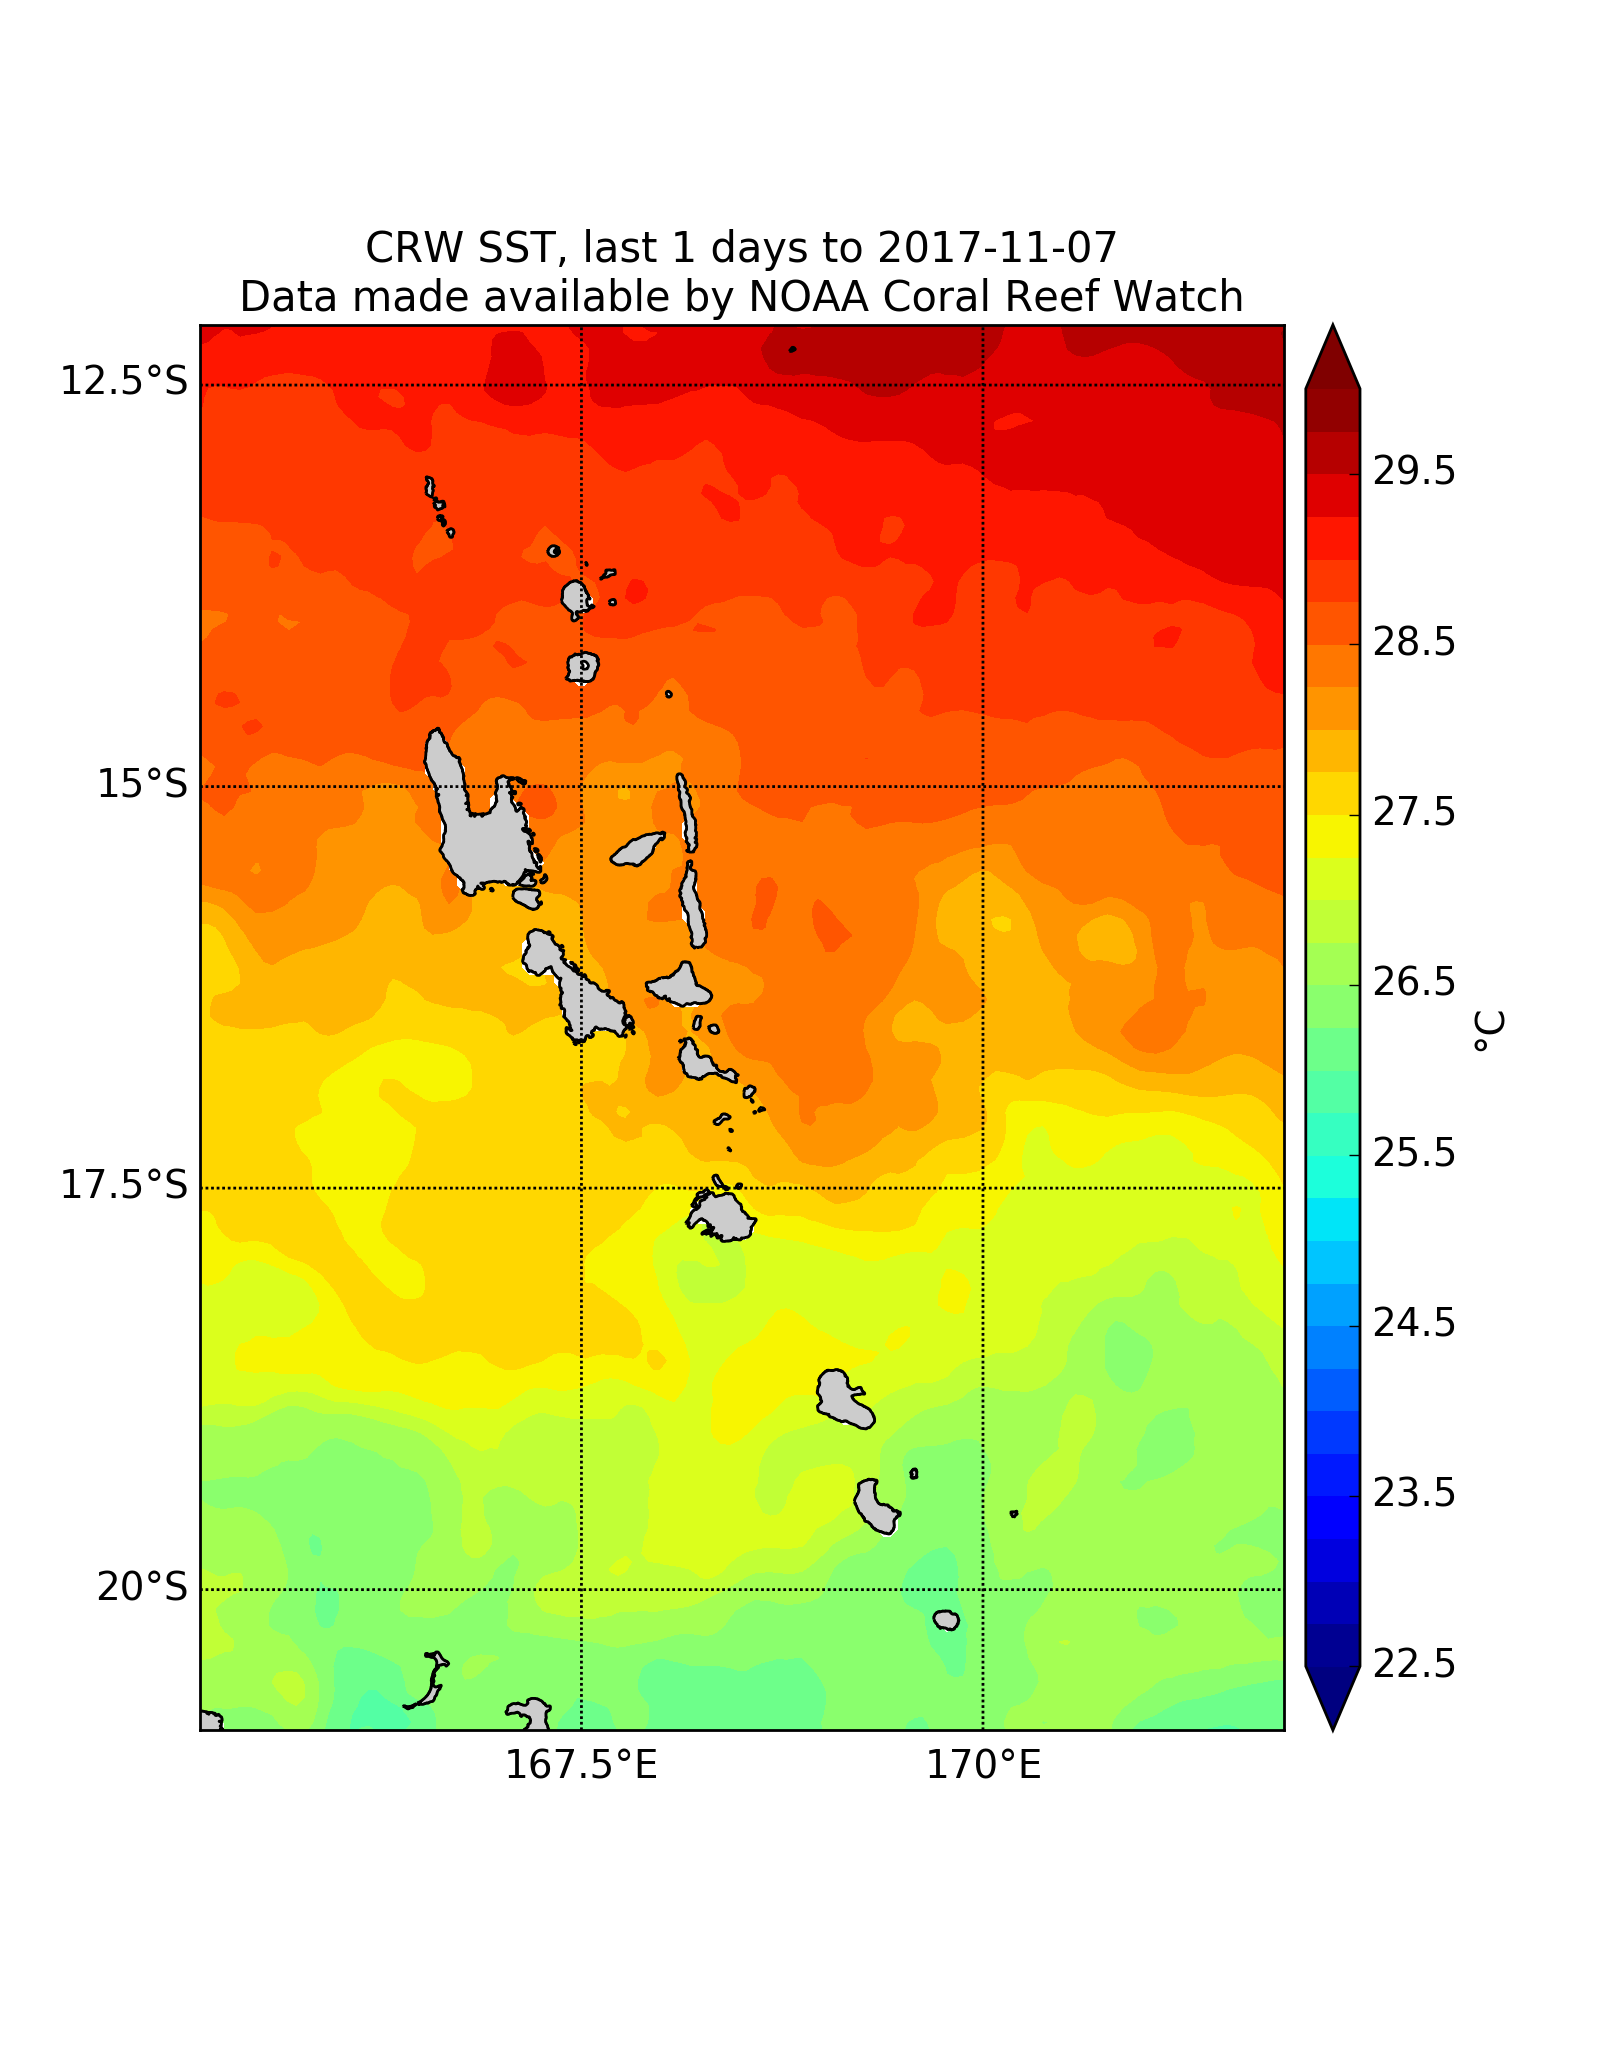 CRW SST, last 1 days to 2017-11-07
Data made available by NOAA Coral Reef Watch
12.5°S
15°S
17.5°S
20°S
167.5°E
170°E
29.5
28.5
27.5
26.5
25.5
24.5
23.5
22.5
°C